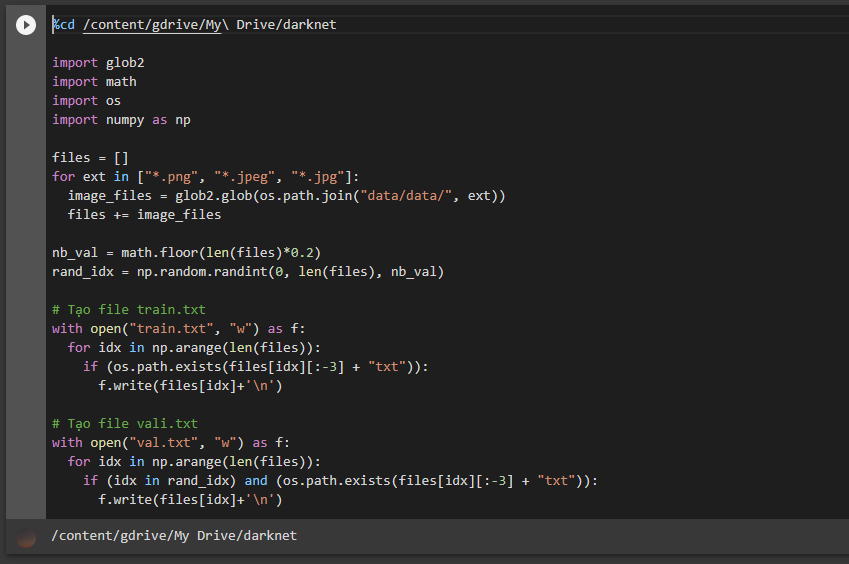 %cd /content/gdrive/My\ Drive/darknet
import glob2
import math
import os
import numpy as np
files = []
for ext in ["*.png", "*.jpeg", "*.jpg"]:
  image_files = glob2.glob(os.path.join("data/data/", ext))
  files += image_files
nb_val = math.floor(len(files)*0.2)
rand_idx = np.random.randint(0, len(files), nb_val)
# Tạo file train.txt
with open("train.txt", "w") as f:
  for idx in np.arange(len(files)):
    if (os.path.exists(files[idx][:-3] + "txt")):
      f.write(files[idx]+'\n')
# Tạo file vali.txt
with open("val.txt", "w") as f:
  for idx in np.arange(len(files)):
    if (idx in rand_idx) and (os.path.exists(files[idx][:-3] + "txt")):
      f.write(files[idx]+'\n')
/content/gdrive/My Drive/darknet